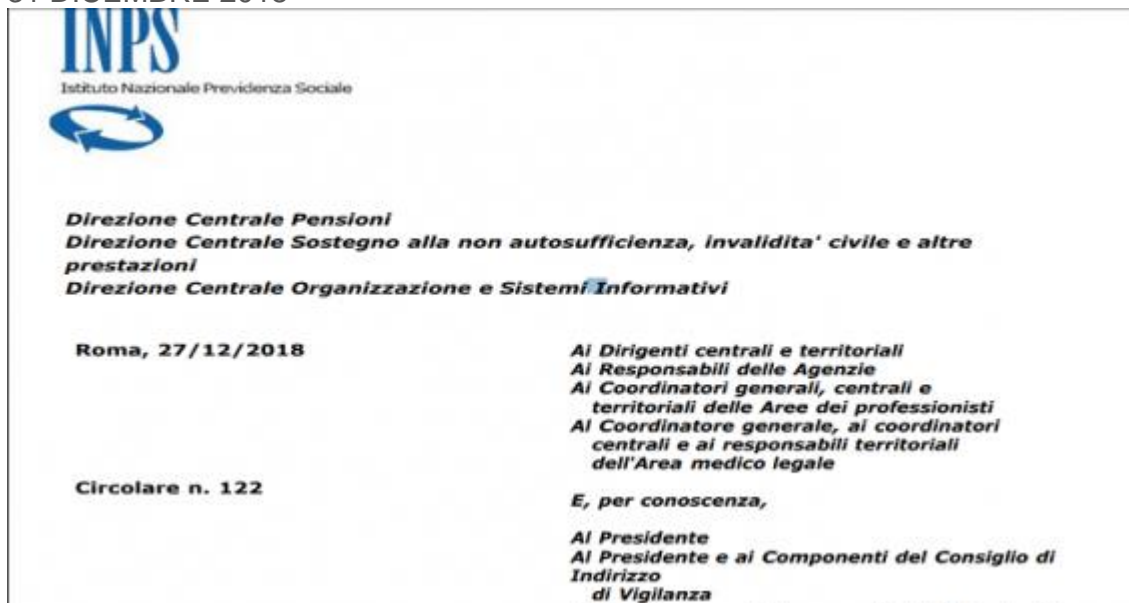 31 DICEMBRE 2018
INPS
Istituto Nazionale Previdenza Sociale
Direzione Centrale Pensioni
Direzione Centrale Sostegno alla non autosufficienza, invalidita' civile e altre
prestazioni
Direzione Centrale Organizzazione e Sistemi Informativi
Roma, 27/12/2018
Ai Dirigenti centrali e territoriali
Ai Responsabili delle Agenzie
Ai Coordinatori generali, centrali e
territoriali delle Aree dei professionisti
Al Coordinatore generale, ai coordinatori
centrali e ai responsabili territoriali
dell'Area medico legale
Circolare n. 122
E, per conoscenza,
Al Presidente
Al Presidente e ai Componenti del Consiglio di
Indirizzo
di Vigilanza